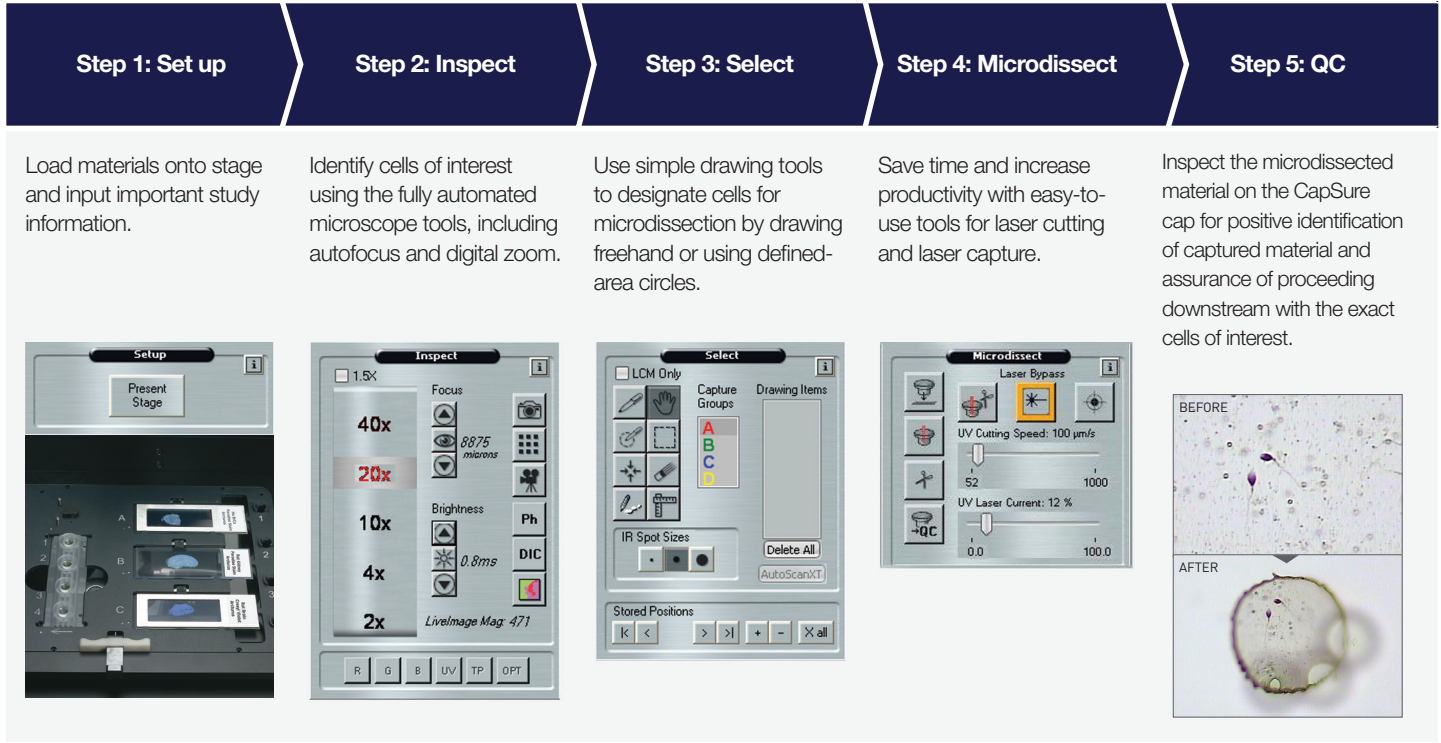 Step 1: Set up
Step 2: Inspect
Step 3: Select
Step 4: Microdissect
Step 5: QC
Load materials onto stage
and input important study
information.
Identify cells of interest
using the fully automated
microscope tools, including
autofocus and digital zoom.
Use simple drawing tools
to designate cells for
microdissection by drawing
freehand or using defined-
area circles.
Save time and increase
productivity with easy-to-
use tools for laser cutting
and laser capture.
Inspect the microdissected
material on the CapSure
cap for positive identification
of captured material and
assurance of proceeding
downstream with the exact
cells of interest.
Setup
i
Present
Stage
A
1
1
2
B
2
3
C
3
4
Inspect
i
1.5X
Focus
40x
8875
microns
20x
Brightness
10x
Ph
0.8ms
DIC
4x
2x
LiveImage Mag: 471
R G B UV TP OPT
Select
i
LCM Only
Capture
Groups
Drawing Items
A
B
C
D
IR Spot Sizes
Delete All
AutoScanXT
Stored Positions
|< < > >| + - X all
Microdissect
i
Laser Bypass
UV Cutting Speed: 100 µm/s
52 1000
UV Laser Current: 12 %
→QC
0.0 100.0
BEFORE
AFTER